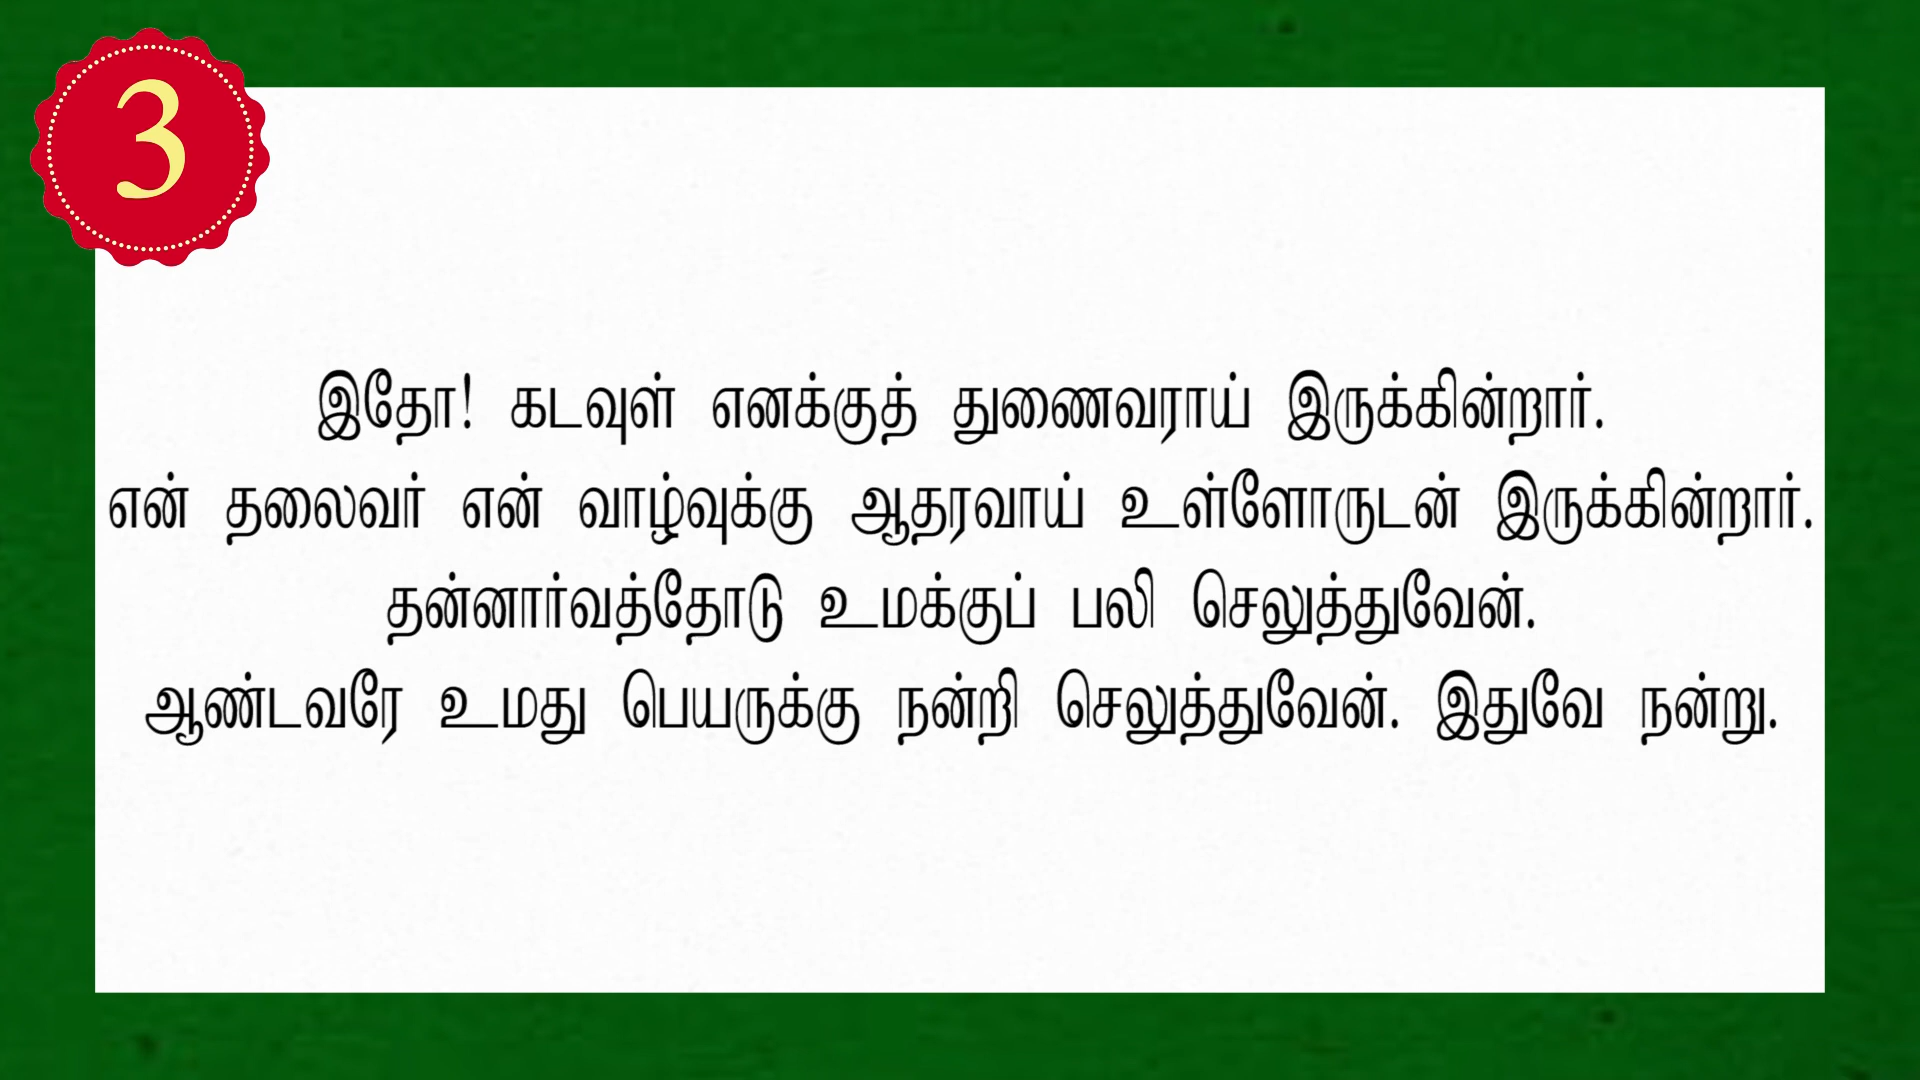 3
இதோ! கடவுள் எனக்குத் துணைவராய் இருக்கின்றார்.
என் தலைவர் என் வாழ்வுக்கு ஆதரவாய் உள்ளோருடன் இருக்கின்றார்.
தன்னார்வத்தோடு உமக்குப் பலி செலுத்துவேன்.
ஆண்டவரே உமது பெயருக்கு நன்றி செலுத்துவேன். இதுவே நன்று.